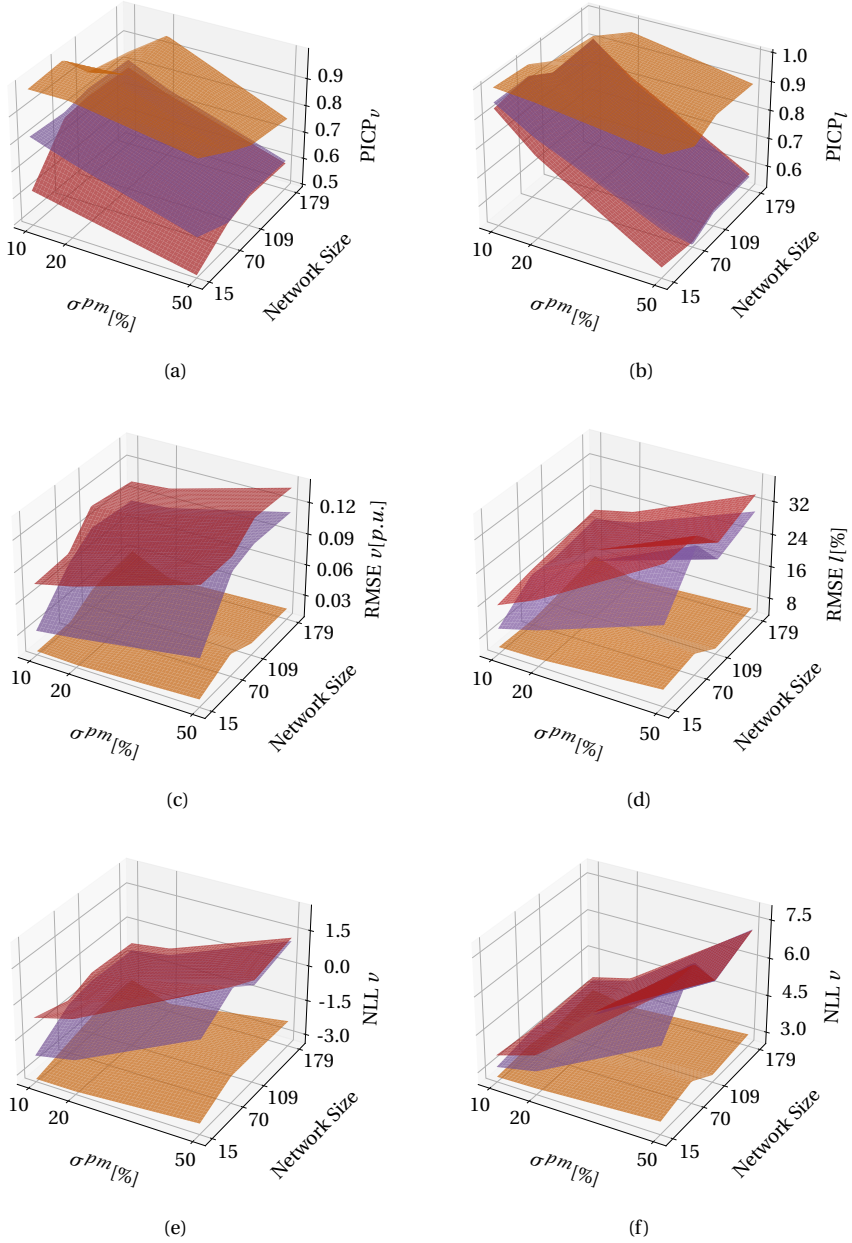 0.9
0.8
0.7
0.6
0.5
PICPν
179
109
70
15
Network Size
10
20
50
σ^pm[%]
(a)
1.0
0.9
0.8
0.7
0.6
PICPl
179
109
70
15
Network Size
10
20
50
σ^pm[%]
(b)
0.12
0.09
0.06
0.03
RMSE ν[p.u.]
179
109
70
15
Network Size
10
20
50
σ^pm[%]
(c)
32
24
16
8
RMSE l[%]
179
109
70
15
Network Size
10
20
50
σ^pm[%]
(d)
1.5
0.0
-1.5
-3.0
NLL ν
179
109
70
15
Network Size
10
20
50
σ^pm[%]
(e)
7.5
6.0
4.5
3.0
NLL ν
179
109
70
15
Network Size
10
20
50
σ^pm[%]
(f)